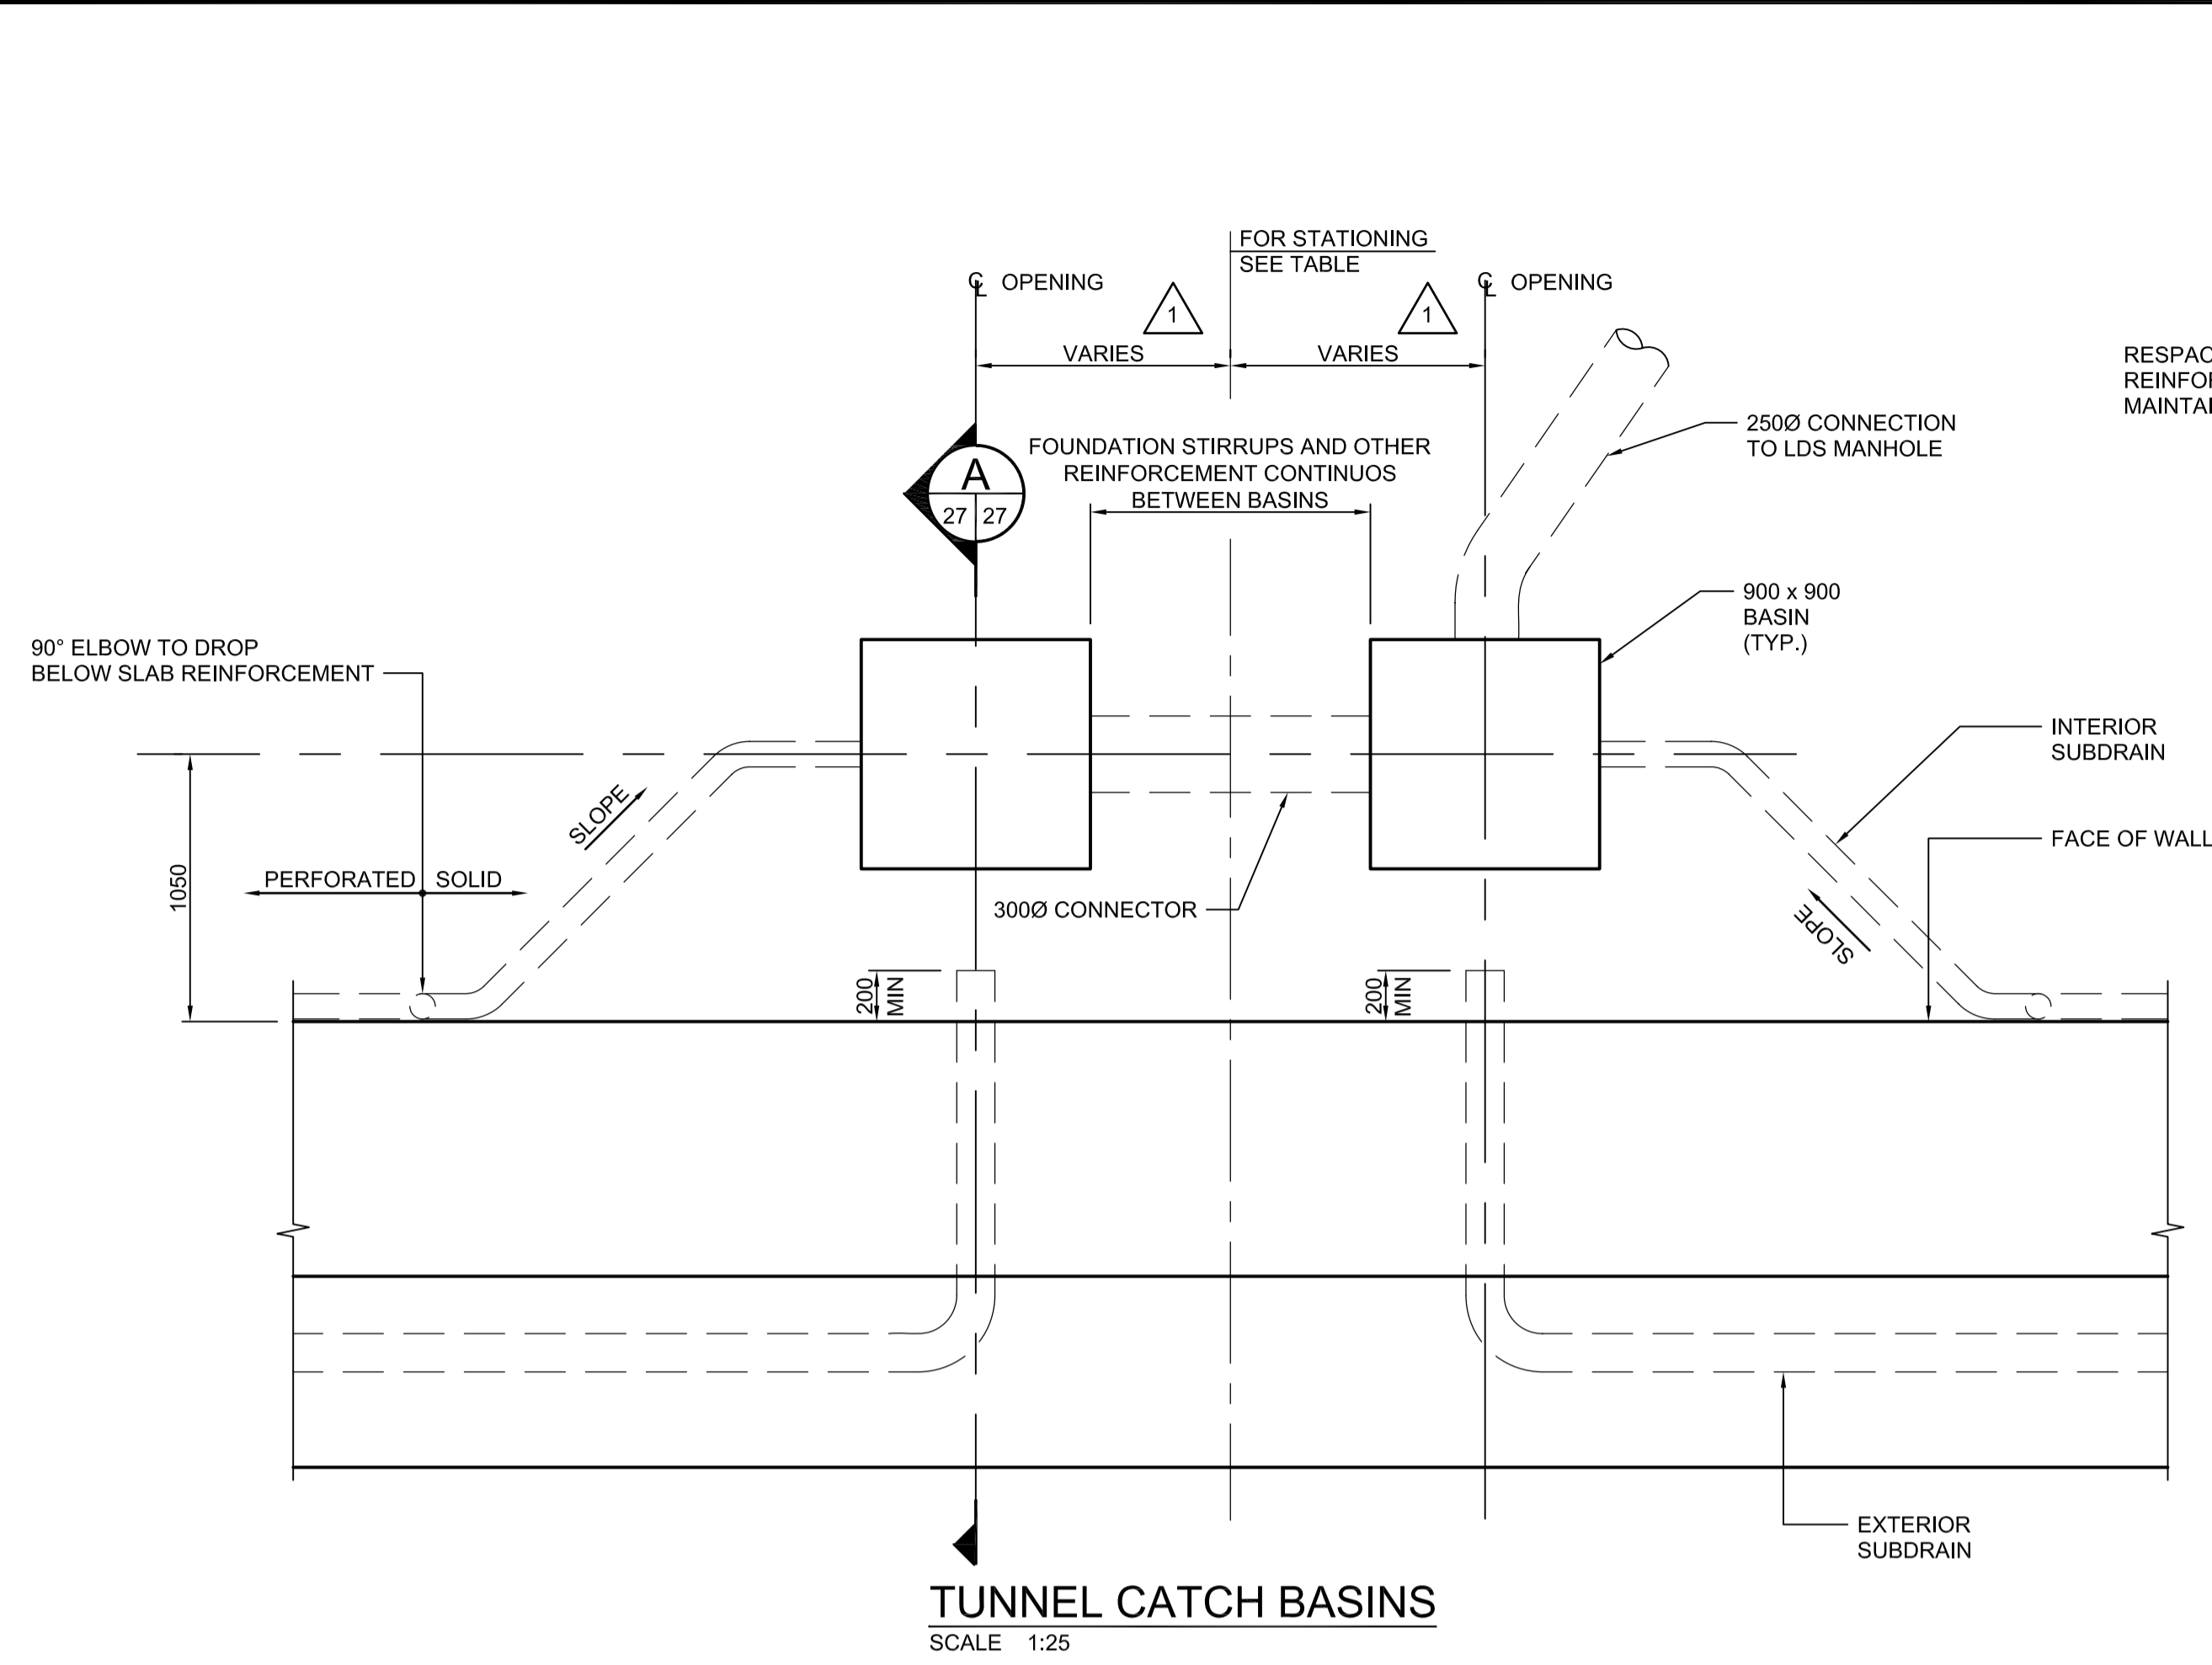 FOR STATIONING
SEE TABLE
℄ OPENING
℄ OPENING
1
1
VARIES
VARIES
RESPAC
REINFOR
MAINTAI
250Ø CONNECTION
TO LDS MANHOLE
FOUNDATION STIRRUPS AND OTHER
REINFORCEMENT CONTINUOS
BETWEEN BASINS
A
27 27
900 x 900
BASIN
(TYP.)
90° ELBOW TO DROP
BELOW SLAB REINFORCEMENT
INTERIOR
SUBDRAIN
SLOPE
FACE OF WALL
1050
PERFORATED SOLID
300Ø CONNECTOR
SLOPE
200
MIN
200
MIN
EXTERIOR
SUBDRAIN
TUNNEL CATCH BASINS
SCALE 1:25